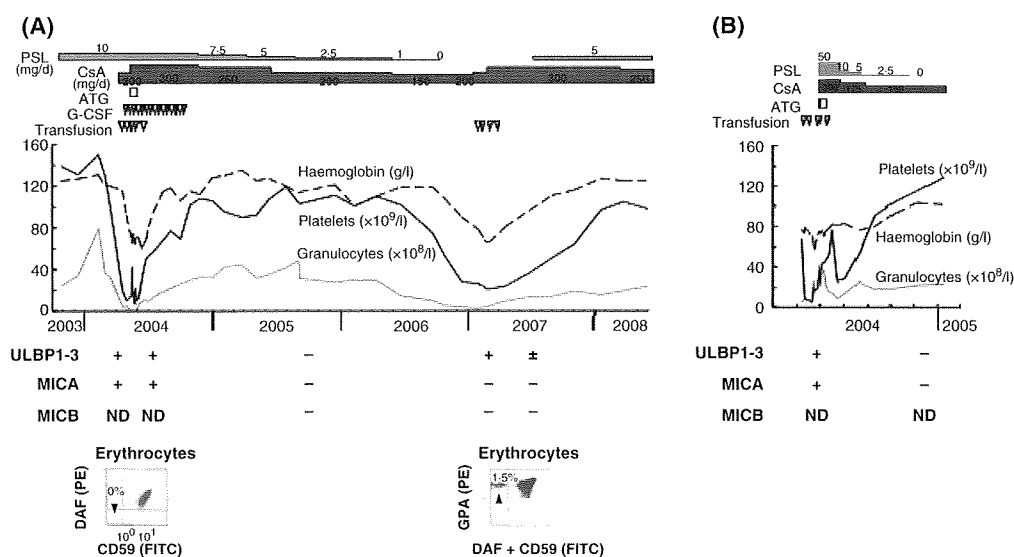 (A)
PSL (mg/d)
10 7·5 5 2·5 1 0 5
CsA (mg/d)
200 300 250 200 150 200 300 250
ATG
G-CSF
Transfusion
160
120
80
40
0
Haemoglobin (g/l)
Platelets (×10⁹/l)
Granulocytes (×10⁸/l)
2003 2004 2005 2006 2007 2008
ULBP1-3 + + − + ±
MICA + + − − −
MICB ND ND − − −
Erythrocytes
DAF (PE)
0%
10⁰ 10¹
CD59 (FITC)
Erythrocytes
GPA (PE)
1·5%
DAF + CD59 (FITC)
(B)
50
PSL 10 5 2·5 0
CsA
ATG
Transfusion
160
120
80
40
0
Platelets (×10⁹/l)
Haemoglobin (g/l)
Granulocytes (×10⁸/l)
2004 2005
ULBP1-3 + −
MICA + −
MICB ND ND